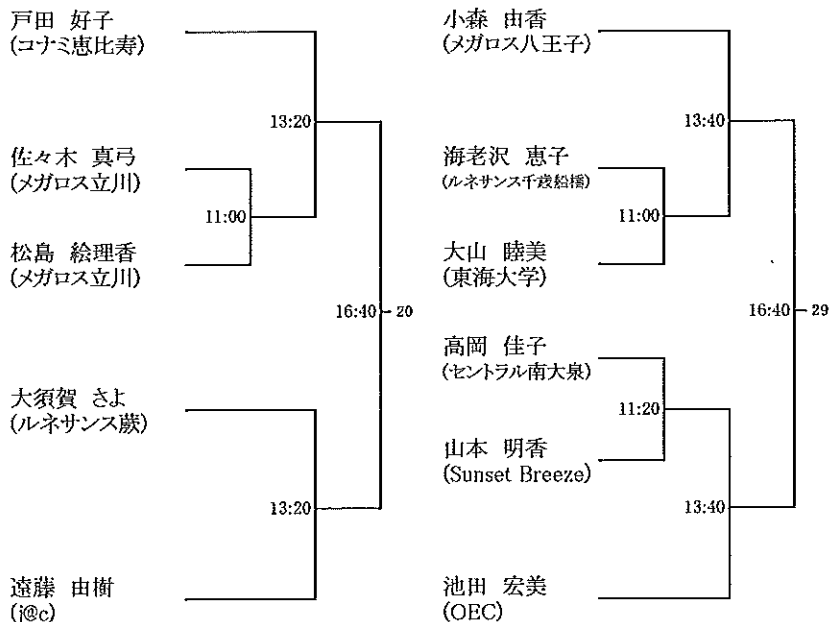 戸田 好子
(コナミ恵比寿)
13:20
佐々木 真弓
(メガロス立川)
11:00
松島 絵理香
(メガロス立川)
16:40
20
大須賀 さよ
(ルネサンス蕨)
13:20
遠藤 由樹
(j@c)
小森 由香
(メガロス八王子)
13:40
海老沢 恵子
(ルネサンス千歳船橋)
11:00
大山 睦美
(東海大学)
16:40
29
高岡 佳子
(セントラル南大泉)
11:20
山本 明香
(Sunset Breeze)
13:40
池田 宏美
(OEC)